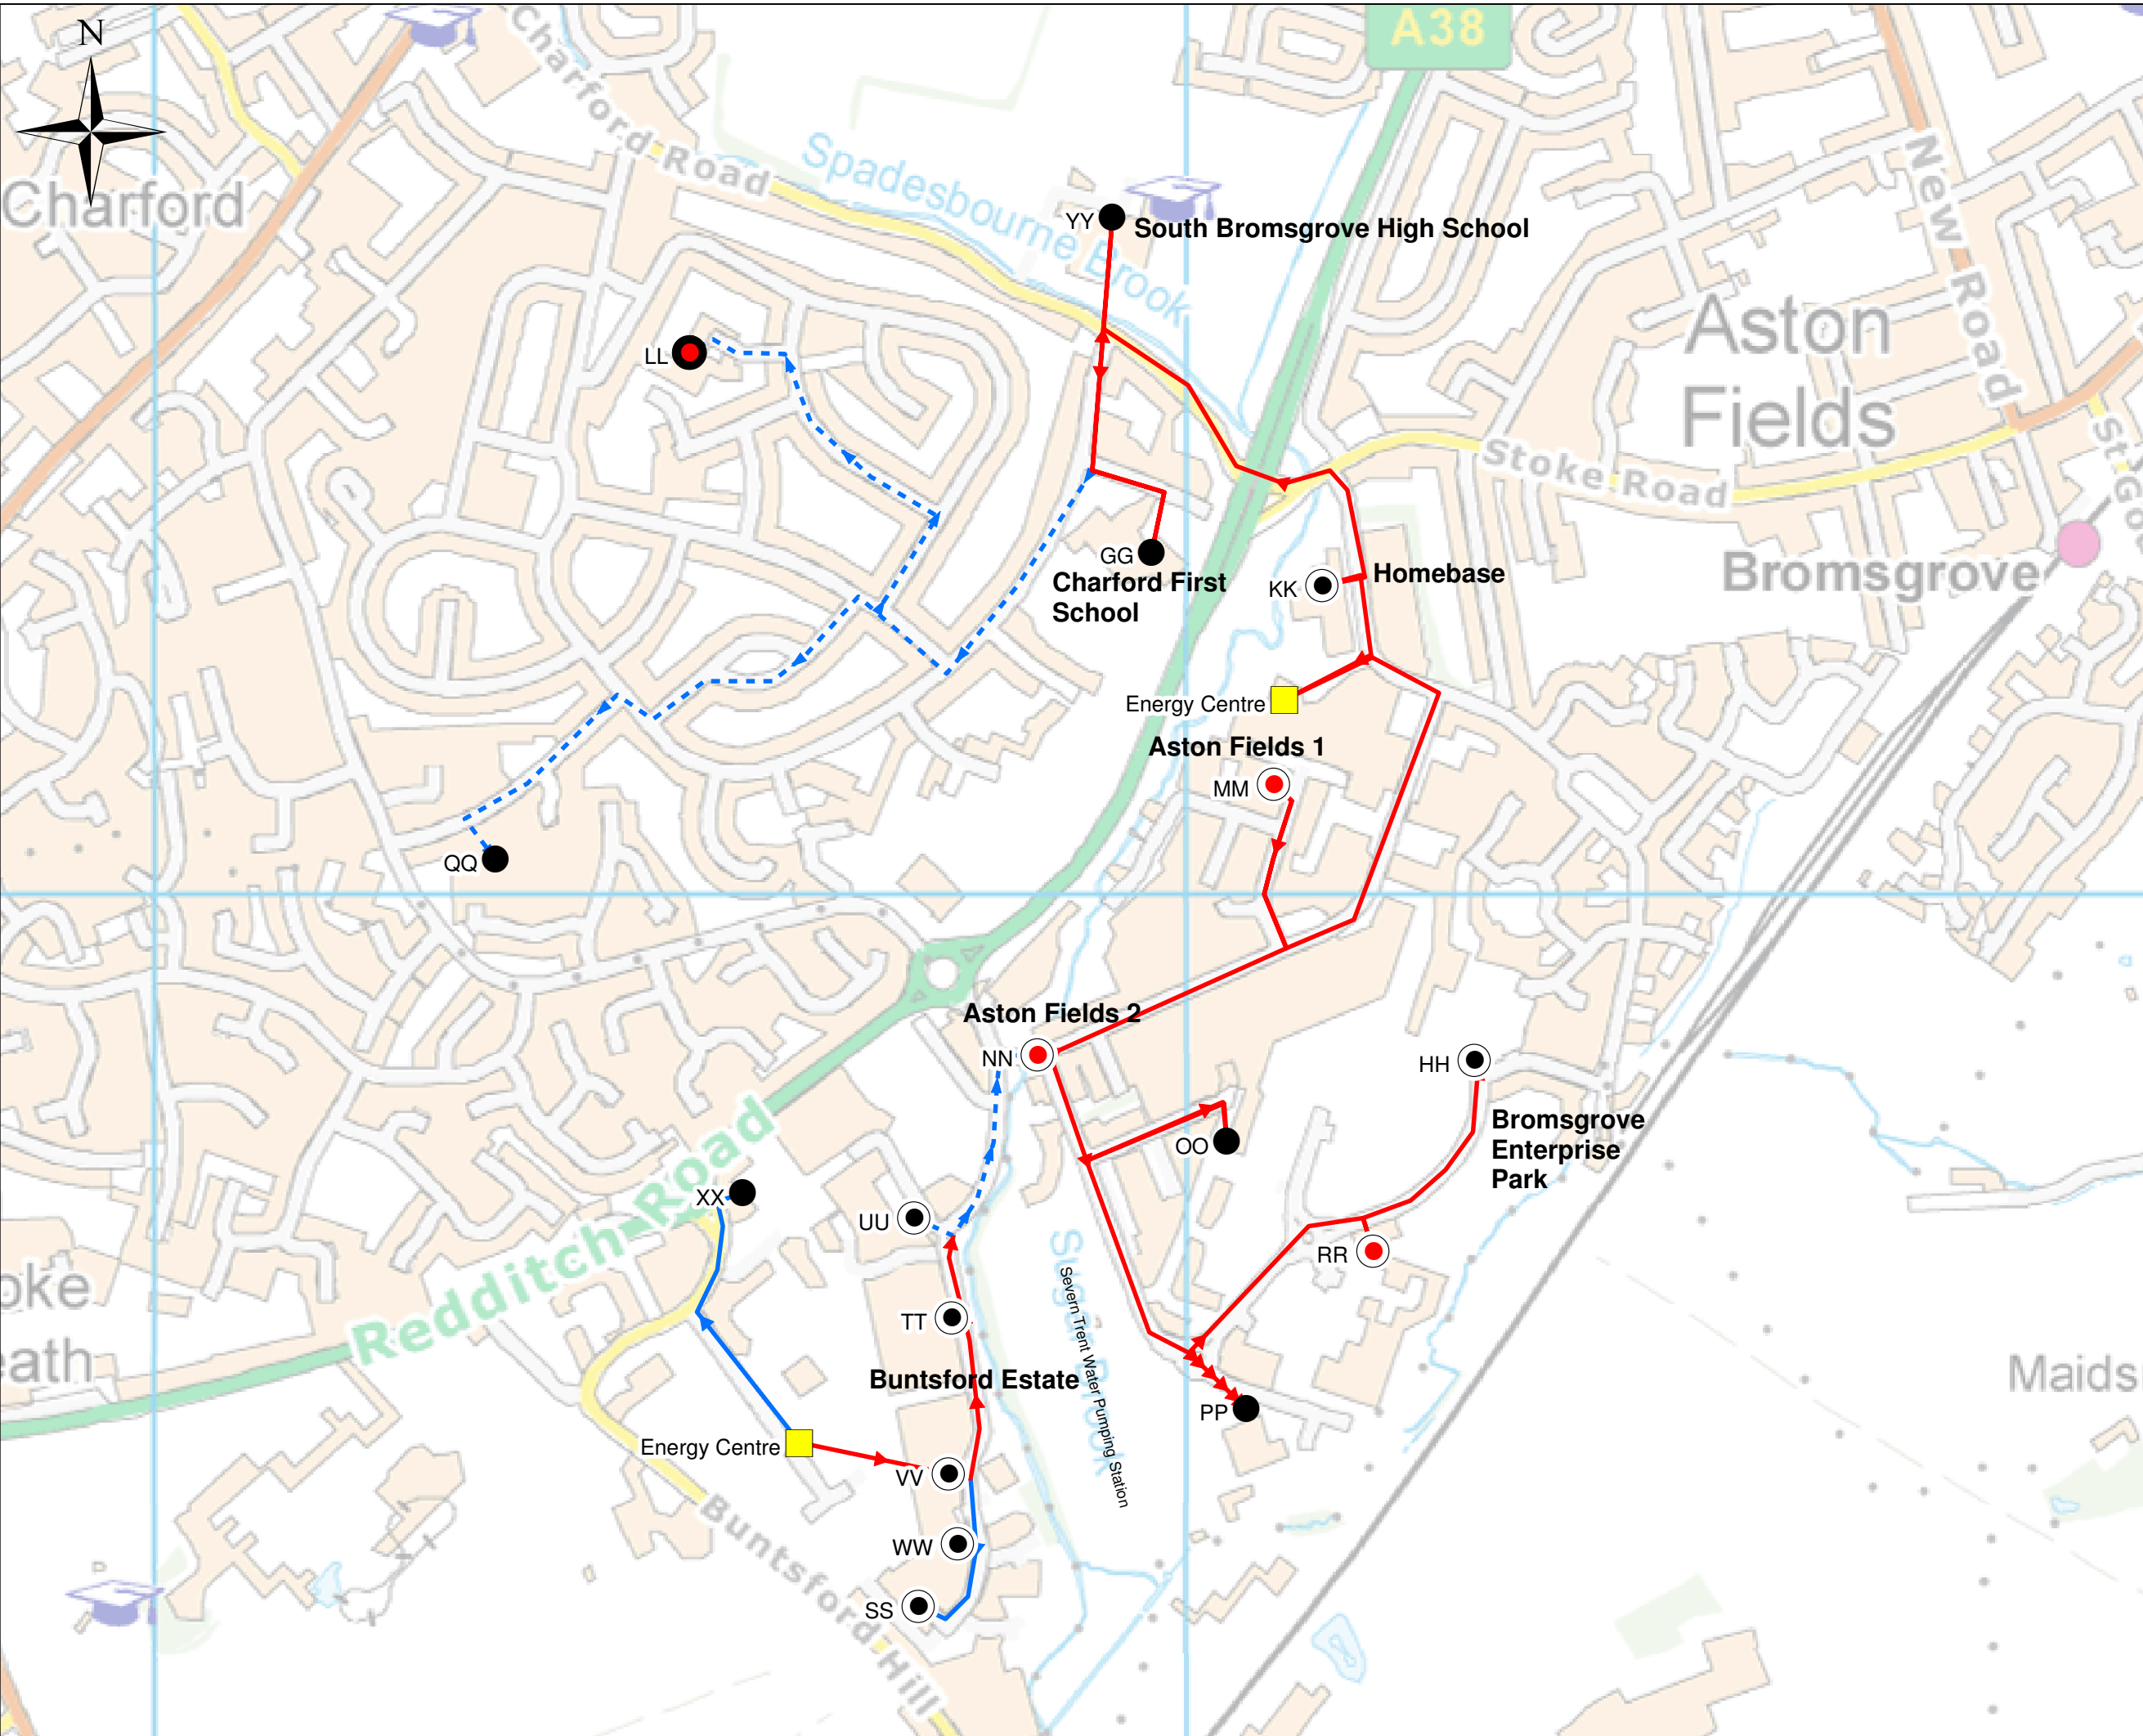 N
A38
Charford Road
Charford
Spadesbourne Brook
New Road
YY
South Bromsgrove High School
Aston
Fields
LL
Stoke Road
GG
Charford First
School
KK
Homebase
Bromsgrove
Energy Centre
Aston Fields 1
MM
QQ
Aston Fields 2
NN
HH
Bromsgrove
Enterprise
Park
OO
XX
UU
RR
Redditch Road
Severn Trent Water Pumping Station
TT
Buntsford Estate
PP
Energy Centre
VV
WW
SS
Buntsford Hill
oke
eath
Maids